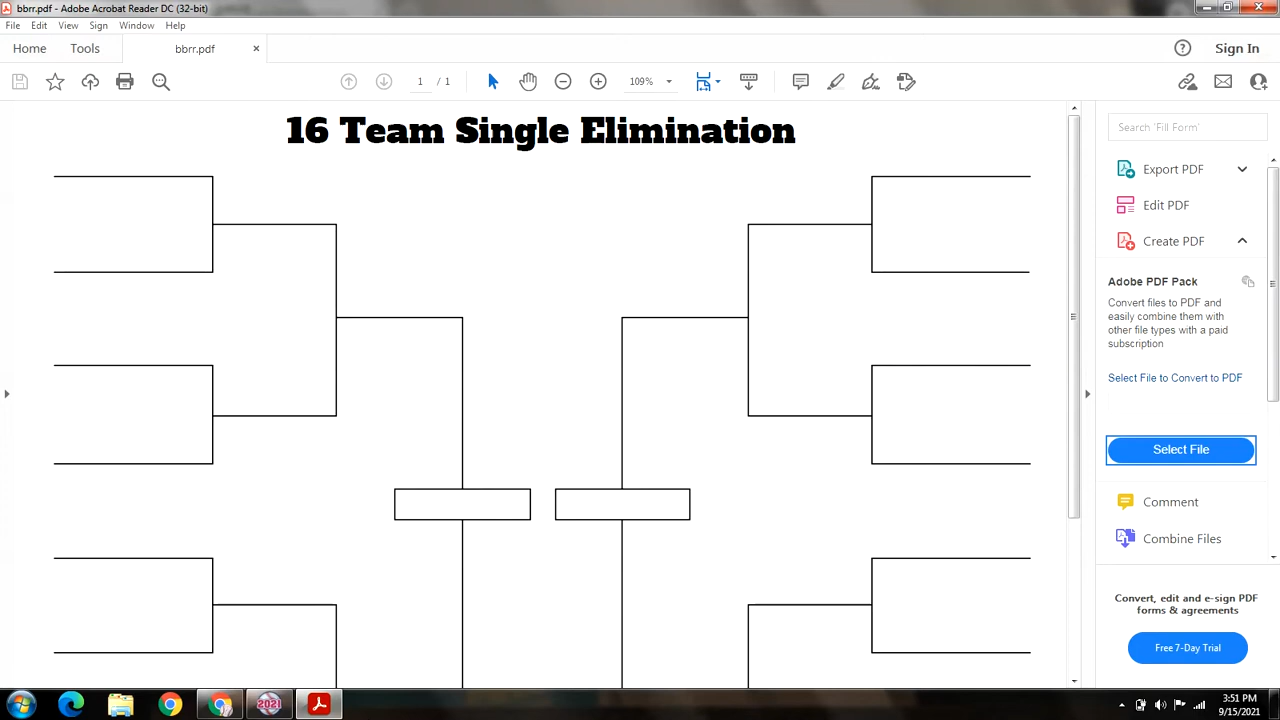 bbrr.pdf - Adobe Acrobat Reader DC (32-bit)
File Edit View Sign Window Help
Home Tools bbrr.pdf × Sign In
1 / 1 109%
16 Team Single Elimination
Search 'Fill Form'
Export PDF
Edit PDF
Create PDF
Adobe PDF Pack
Convert files to PDF and
easily combine them with
other file types with a paid
subscription
Select File to Convert to PDF
Select File
Comment
Combine Files
Convert, edit and e-sign PDF
forms & agreements
Free 7-Day Trial
2021
3:51 PM
9/15/2021